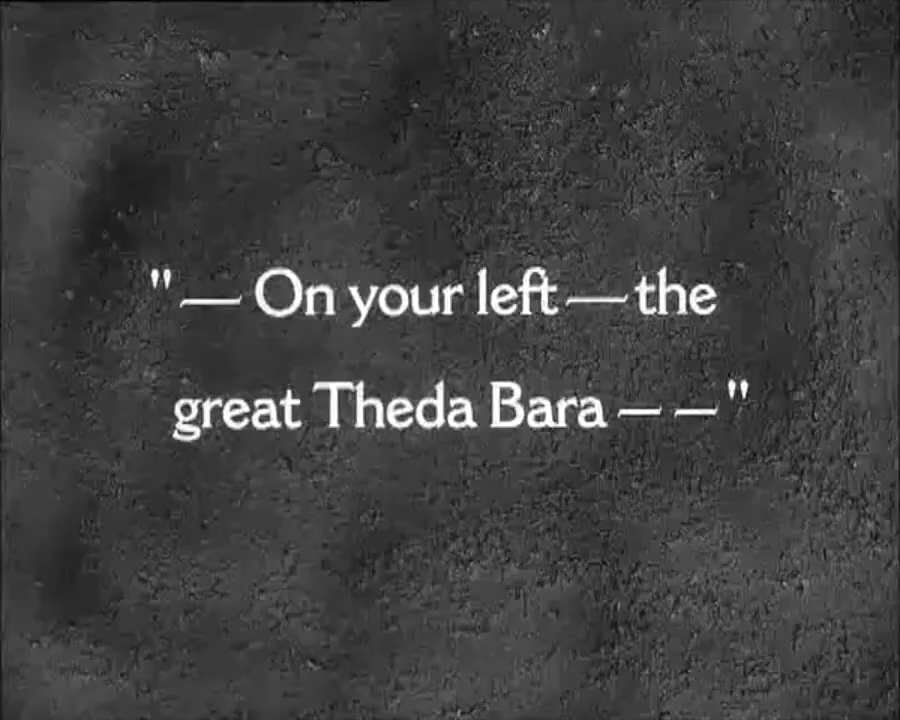 "— On your left — the
great Theda Bara — —"